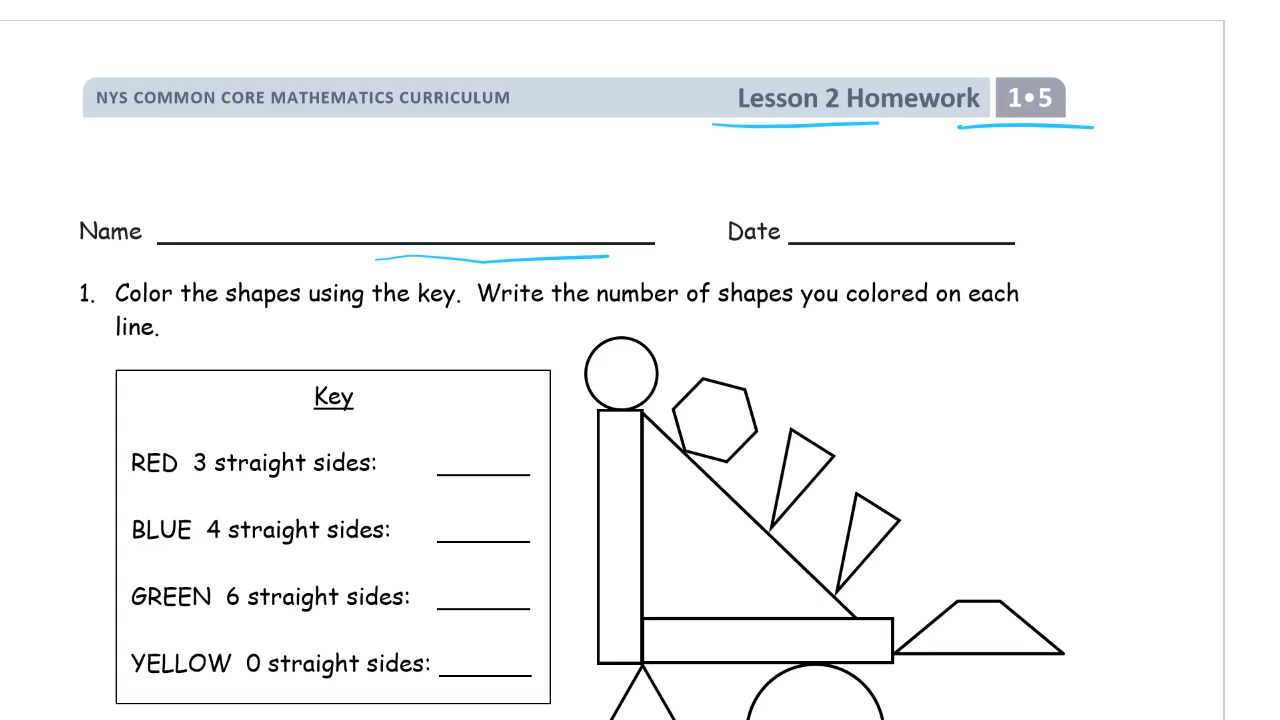 NYS COMMON CORE MATHEMATICS CURRICULUM
Lesson 2 Homework 1•5
Name
Date
1. Color the shapes using the key. Write the number of shapes you colored on each
line.
Key
RED 3 straight sides:
BLUE 4 straight sides:
GREEN 6 straight sides:
YELLOW 0 straight sides: